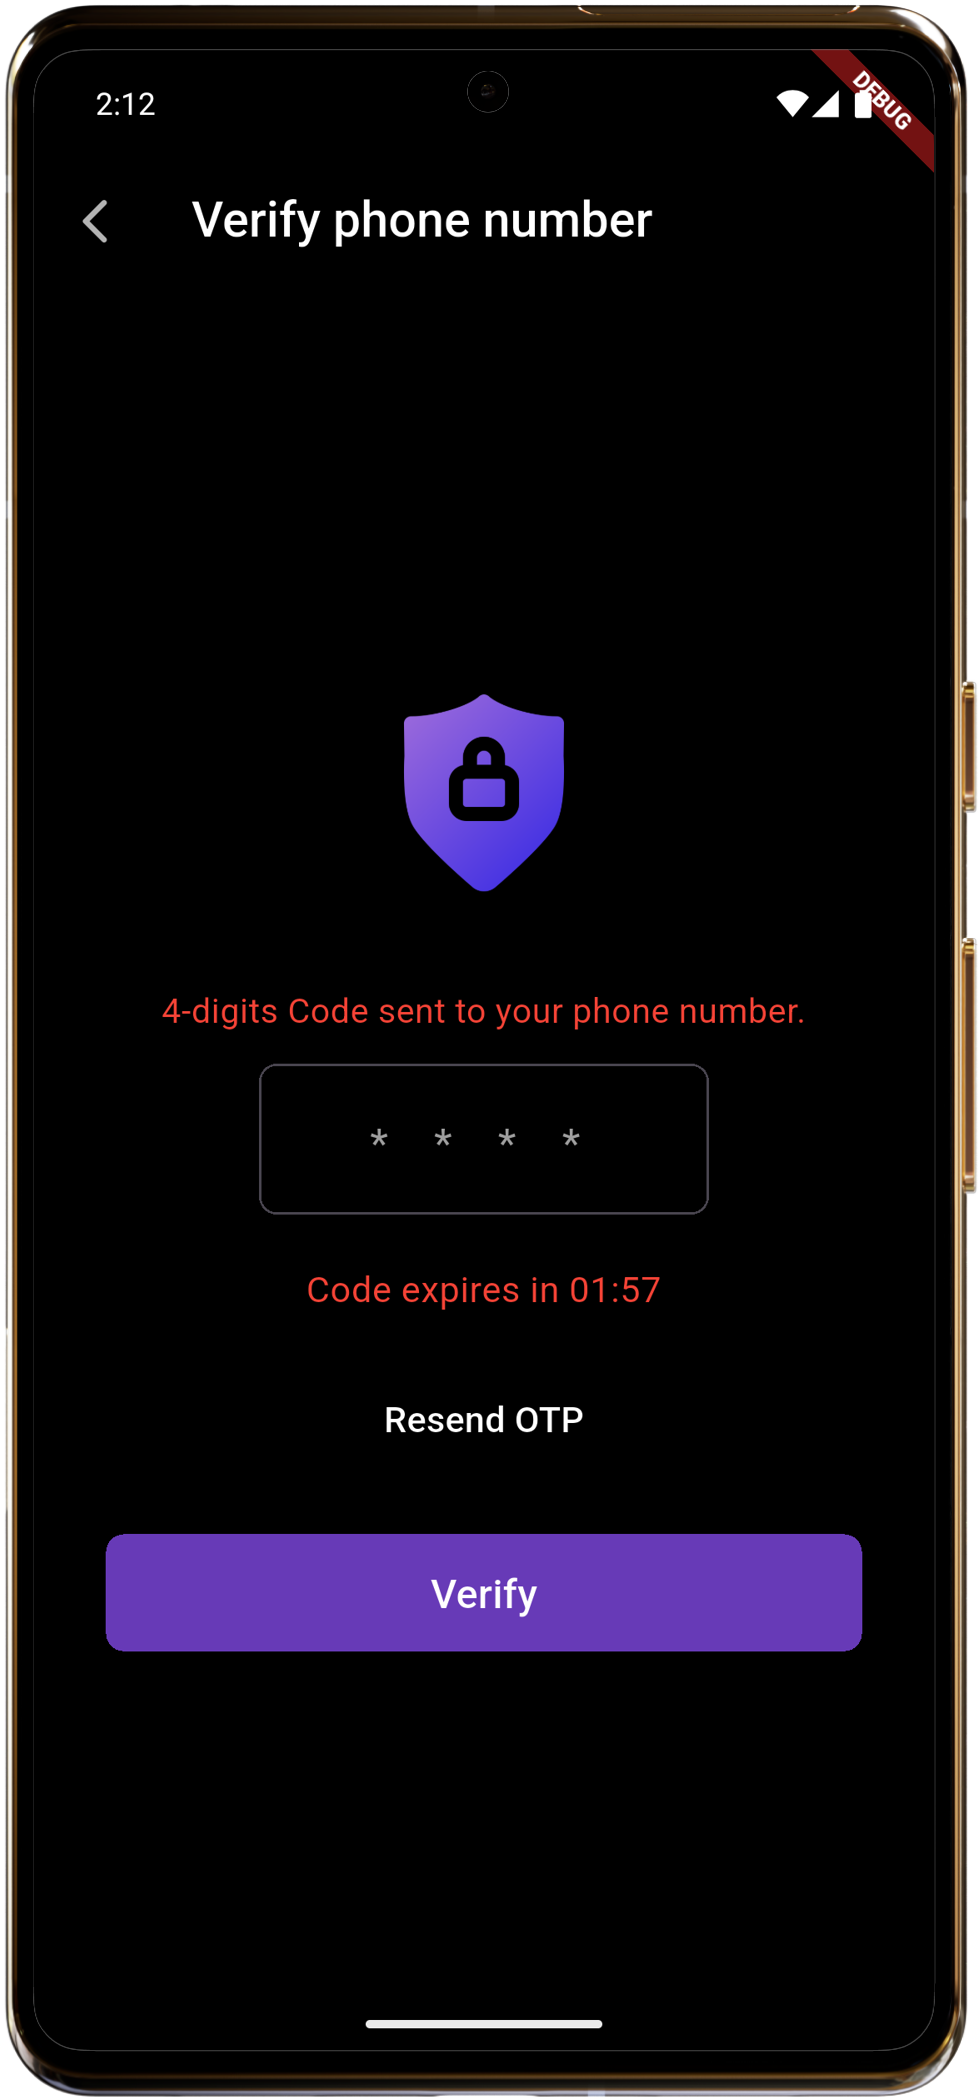 2:12
DEBUG
Verify phone number
4-digits Code sent to your phone number.
* * * *
Code expires in 01:57
Resend OTP
Verify